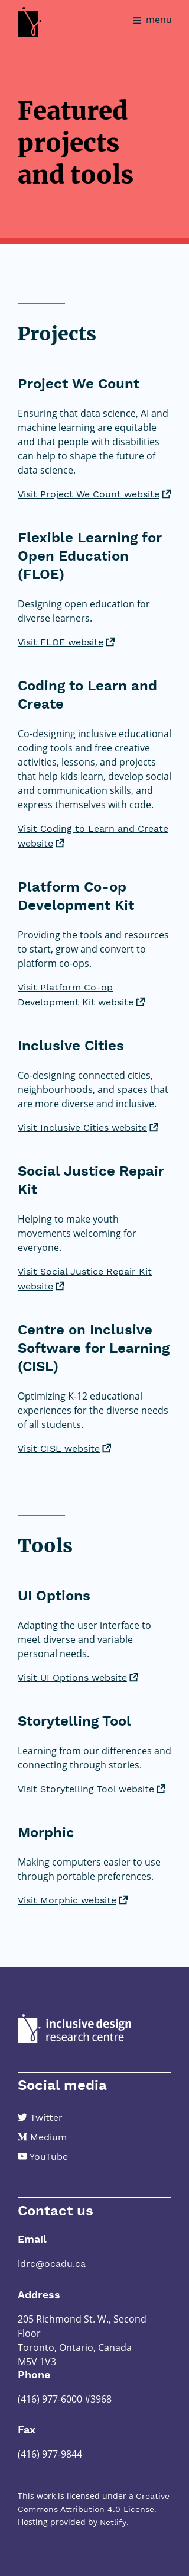 menu
Featured
projects
and tools
Projects
Project We Count
Ensuring that data science, AI and
machine learning are equitable
and that people with disabilities
can help to shape the future of
data science.
Visit Project We Count website
Flexible Learning for
Open Education
(FLOE)
Designing open education for
diverse learners.
Visit FLOE website
Coding to Learn and
Create
Co-designing inclusive educational
coding tools and free creative
activities, lessons, and projects
that help kids learn, develop social
and communication skills, and
express themselves with code.
Visit Coding to Learn and Create
website
Platform Co-op
Development Kit
Providing the tools and resources
to start, grow and convert to
platform co-ops.
Visit Platform Co-op
Development Kit website
Inclusive Cities
Co-designing connected cities,
neighbourhoods, and spaces that
are more diverse and inclusive.
Visit Inclusive Cities website
Social Justice Repair
Kit
Helping to make youth
movements welcoming for
everyone.
Visit Social Justice Repair Kit
website
Centre on Inclusive
Software for Learning
(CISL)
Optimizing K-12 educational
experiences for the diverse needs
of all students.
Visit CISL website
Tools
UI Options
Adapting the user interface to
meet diverse and variable
personal needs.
Visit UI Options website
Storytelling Tool
Learning from our differences and
connecting through stories.
Visit Storytelling Tool website
Morphic
Making computers easier to use
through portable preferences.
Visit Morphic website
inclusive design
research centre
Social media
Twitter
Medium
YouTube
Contact us
Email
idrc@ocadu.ca
Address
205 Richmond St. W., Second
Floor
Toronto, Ontario, Canada
M5V 1V3
Phone
(416) 977-6000 #3968
Fax
(416) 977-9844
This work is licensed under a Creative
Commons Attribution 4.0 License.
Hosting provided by Netlify.